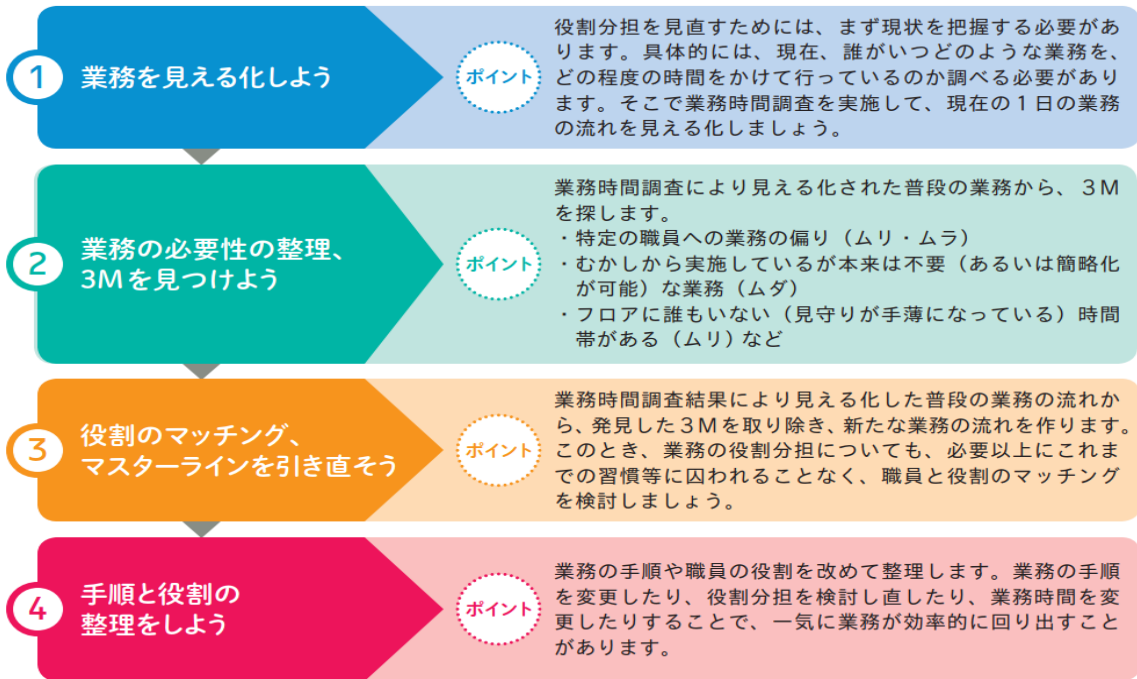 1
業務を見える化しよう
ポイント
役割分担を見直すためには、まず現状を把握する必要があ
ります。具体的には、現在、誰がいつどのような業務を、
どの程度の時間をかけて行っているのか調べる必要があり
ます。そこで業務時間調査を実施して、現在の1日の業務
の流れを見える化しましょう。
2
業務の必要性の整理、
3Mを見つけよう
ポイント
業務時間調査により見える化された普段の業務から、3M
を探します。
・特定の職員への業務の偏り（ムリ・ムラ）
・むかしから実施しているが本来は不要（あるいは簡略化
が可能）な業務（ムダ）
・フロアに誰もいない（見守りが手薄になっている）時間
帯がある（ムリ）など
3
役割のマッチング、
マスターラインを引き直そう
ポイント
業務時間調査結果により見える化した普段の業務の流れか
ら、発見した3Mを取り除き、新たな業務の流れを作ります。
このとき、業務の役割分担についても、必要以上にこれま
での習慣等に囚われることなく、職員と役割のマッチング
を検討しましょう。
4
手順と役割の
整理をしよう
ポイント
業務の手順や職員の役割を改めて整理します。業務の手順
を変更したり、役割分担を検討し直したり、業務時間を変
更したりすることで、一気に業務が効率的に回り出すこと
があります。